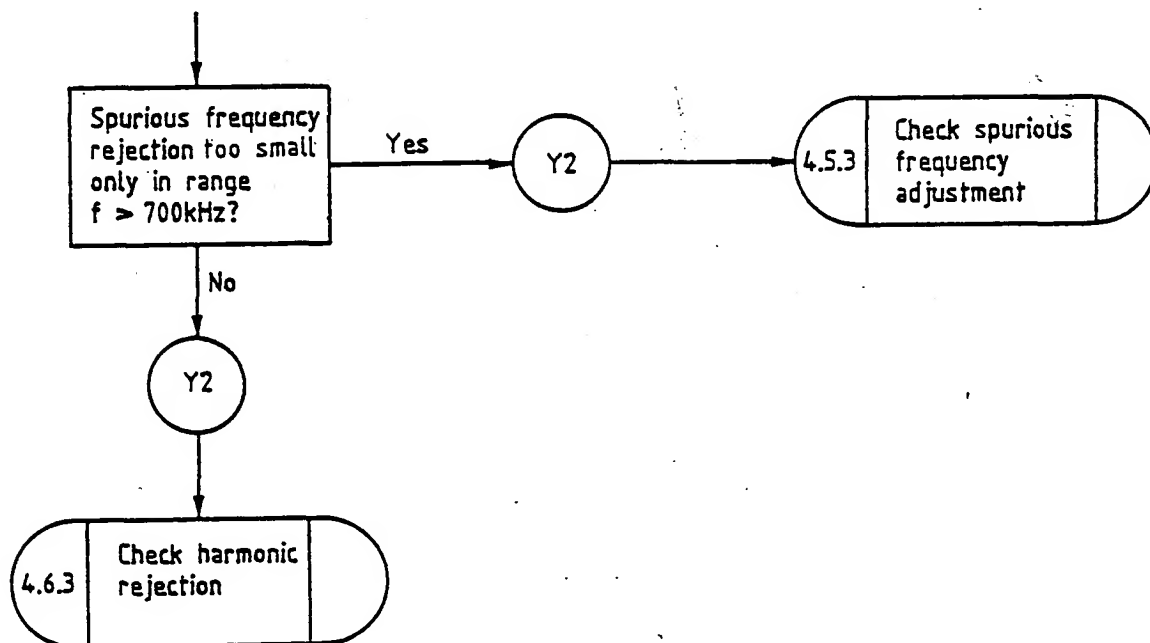 Spurious frequency
rejection too small
only in range
f > 700kHz?
Yes
Y2
4.5.3
Check spurious
frequency
adjustment
No
Y2
4.6.3
Check harmonic
rejection